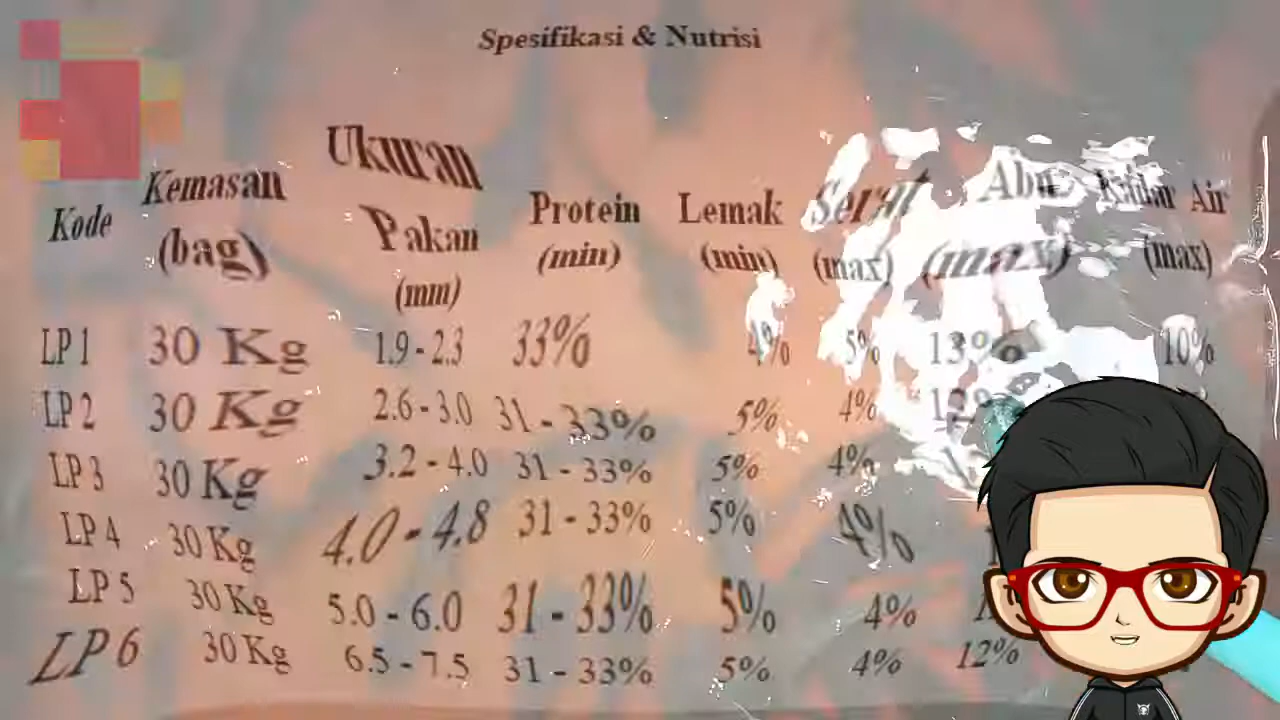 Spesifikasi & Nutrisi
Kode Kemasan (bag) Ukuran Pakan (mm) Protein (min) Lemak (min) Serat (max) Abu (max) Kadar Air (max)
LP 1 30 Kg 1.9 - 2.3 33% 4% 5% 13% 10%
LP 2 30 Kg 2.6 - 3.0 31 - 33% 5% 4% 12%
LP 3 30 Kg 3.2 - 4.0 31 - 33% 5% 4%
LP 4 30 Kg 4.0 - 4.8 31 - 33% 5% 4%
LP 5 30 Kg 5.0 - 6.0 31 - 33% 5% 4%
LP 6 30 Kg 6.5 - 7.5 31 - 33% 5% 4% 12%